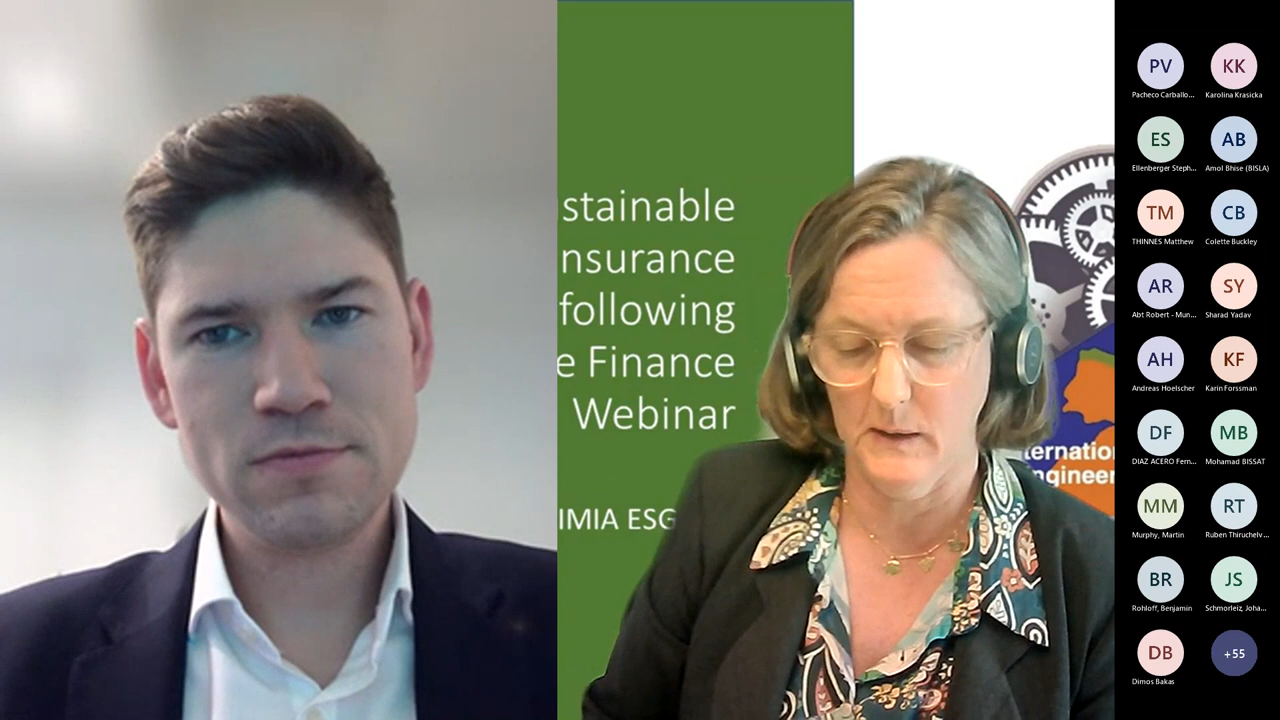 stainable
nsurance
following
e Finance
Webinar
IMIA ESG
ternatio
ngineer
PV
KK
Pacheco Carballo...
Karolina Krasicka
ES
AB
Ellenberger Steph...
Amol Bhise (BISLA)
TM
CB
THINNES Matthew
Colette Buckley
AR
SY
Abt Robert - Mun...
Sharad Yadav
AH
KF
Andreas Hoelscher
Karin Forssman
DF
MB
DIAZ ACERO Fern...
Mohamad BISSAT
MM
RT
Murphy, Martin
Ruben Thiruchelv...
BR
JS
Rohloff, Benjamin
Schmorleiz, Joha...
DB
+55
Dimos Bakas